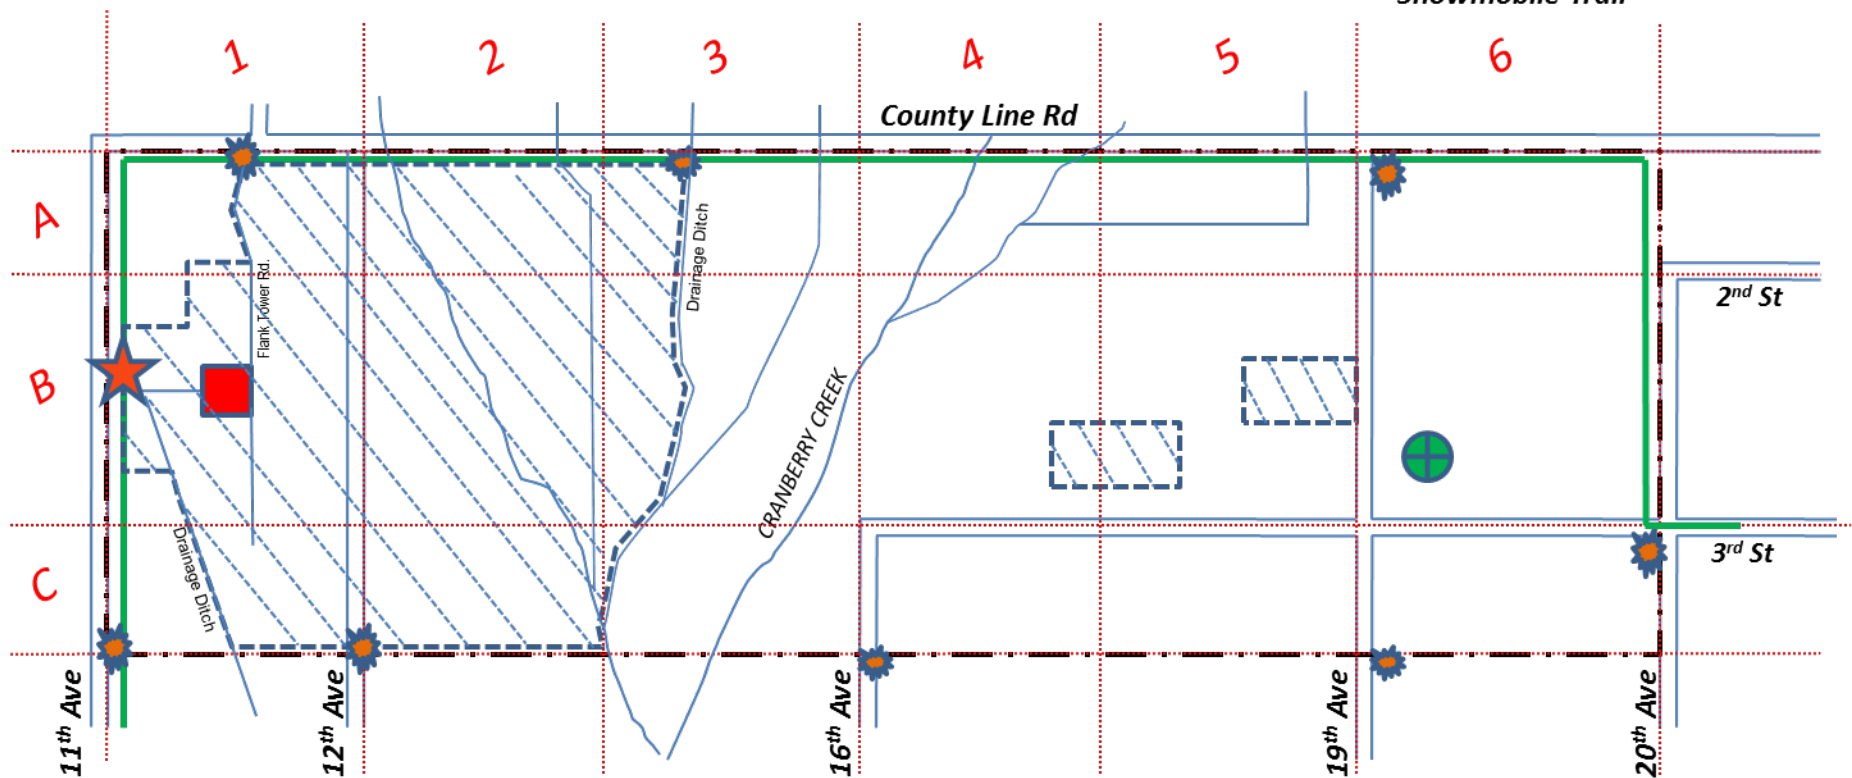 Snowmobile Trail
1 2 3 4 5 6
County Line Rd
A
Drainage Ditch
Flank Tower Rd.
2nd St
B
CRANBERRY CREEK
Drainage Ditch
3rd St
C
11th Ave
12th Ave
16th Ave
19th Ave
20th Ave